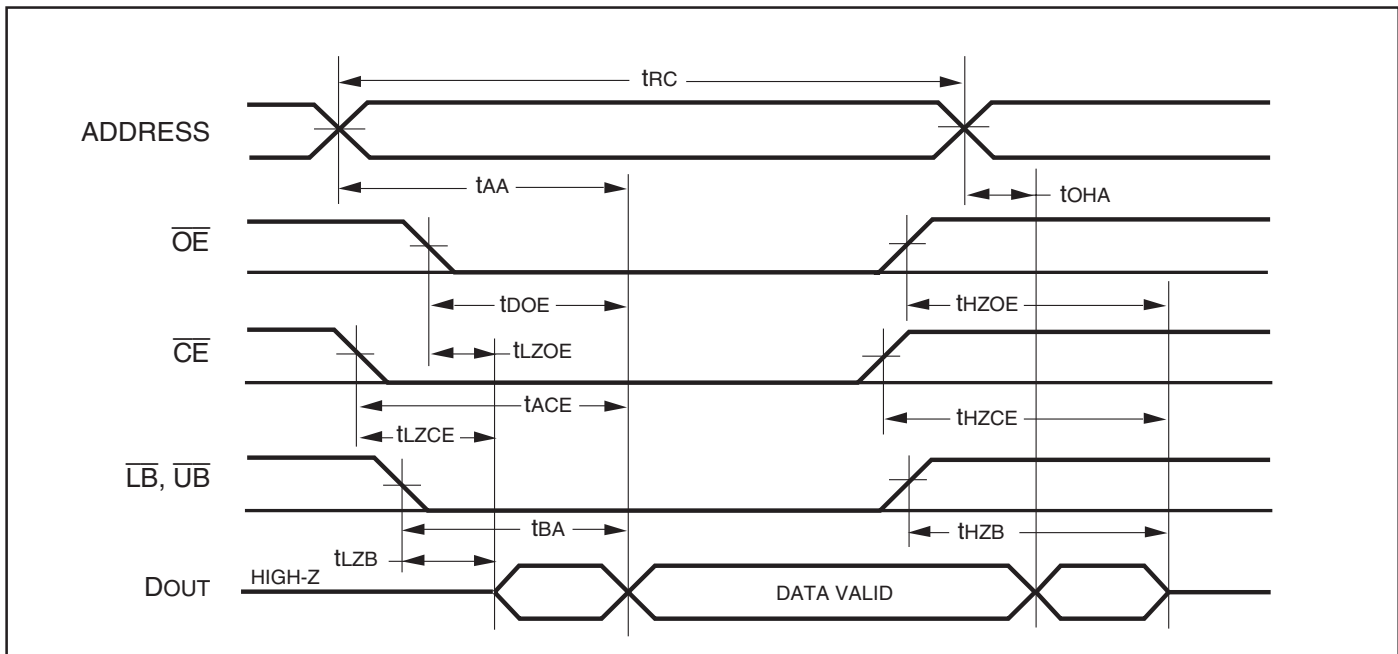 tRC
ADDRESS
tAA
tOHA
OE
tDOE
tHZOE
CE
tLZOE
tACE
tHZCE
tLZCE
LB, UB
tBA
tHZB
tLZB
HIGH-Z
DOUT
DATA VALID